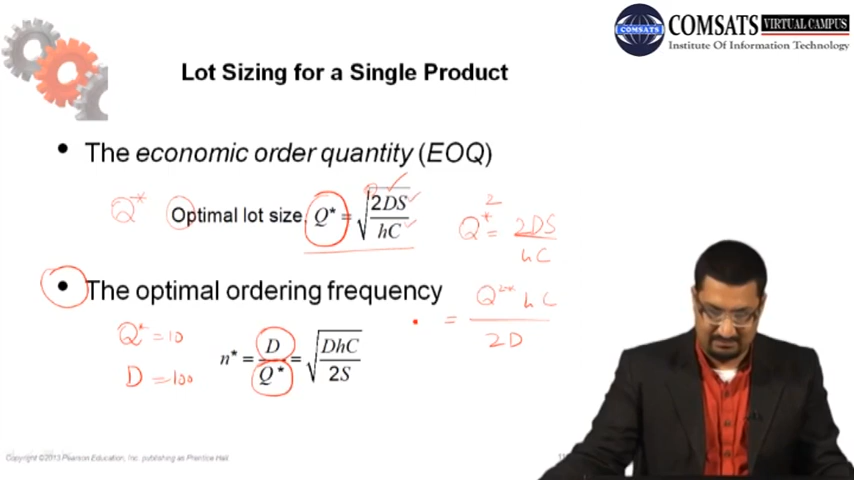 COMSATS VIRTUAL CAMPUS
COMSATS
Institute Of Information Technology
Lot Sizing for a Single Product
• The economic order quantity (EOQ)
Q*
Optimal lot size, Q* = √(2DS / hC)
Q*² = 2DS / hC
• The optimal ordering frequency
= Q²* hC / 2D
Q* = 10
n* = D / Q* = √(DhC / 2S)
D = 100
Copyright ©2013 Pearson Education, Inc. publishing as Prentice Hall.